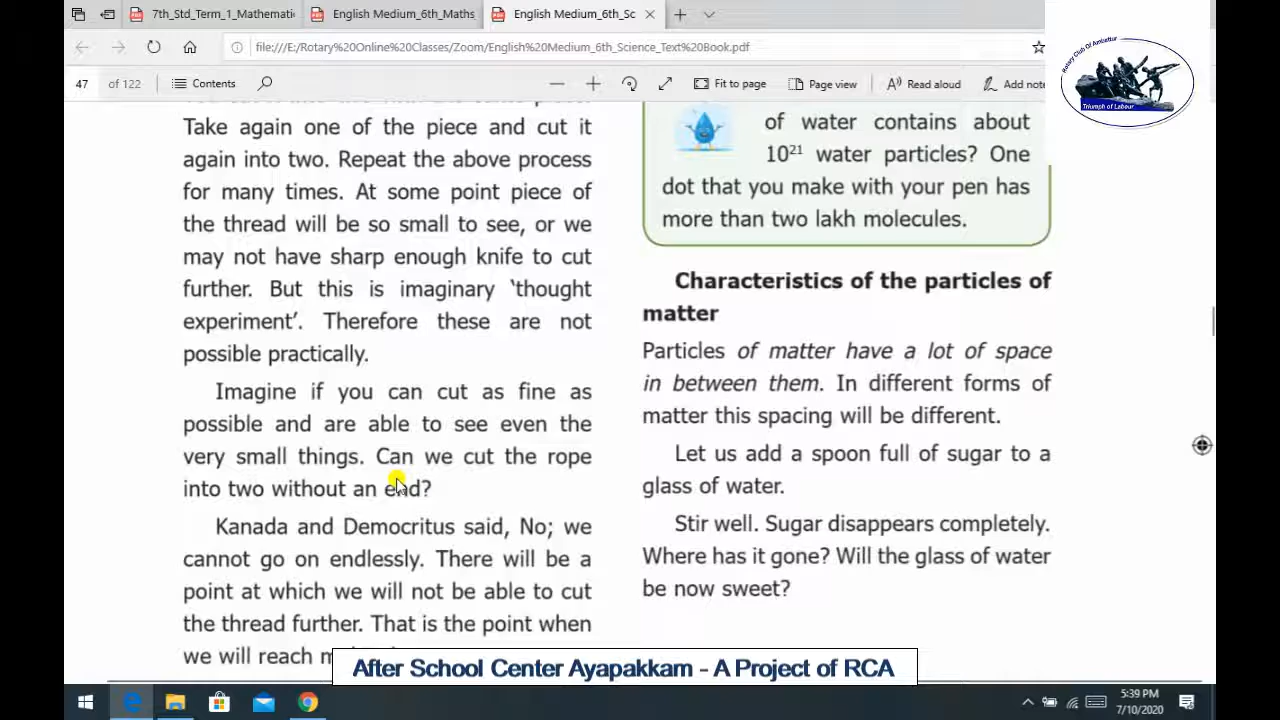 7th_Std_Term_1_Mathemati
English Medium_6th_Maths_
English Medium_6th_Sc
file:///E:/Rotary%20Online%20Classes/Zoom/English%20Medium_6th_Science_Text%20Book.pdf
47 of 122
Contents
Fit to page
Page view
Read aloud
Add note
Rotary Club Of Ambattur
Triumph of Labour
Take again one of the piece and cut it
again into two. Repeat the above process
for many times. At some point piece of
the thread will be so small to see, or we
may not have sharp enough knife to cut
further. But this is imaginary ‘thought
experiment’. Therefore these are not
possible practically.
Imagine if you can cut as fine as
possible and are able to see even the
very small things. Can we cut the rope
into two without an end?
Kanada and Democritus said, No; we
cannot go on endlessly. There will be a
point at which we will not be able to cut
the thread further. That is the point when
we will reach
of water contains about
10²¹ water particles? One
dot that you make with your pen has
more than two lakh molecules.
Characteristics of the particles of
matter
Particles of matter have a lot of space
in between them. In different forms of
matter this spacing will be different.
Let us add a spoon full of sugar to a
glass of water.
Stir well. Sugar disappears completely.
Where has it gone? Will the glass of water
be now sweet?
After School Center Ayapakkam - A Project of RCA
5:39 PM
7/10/2020